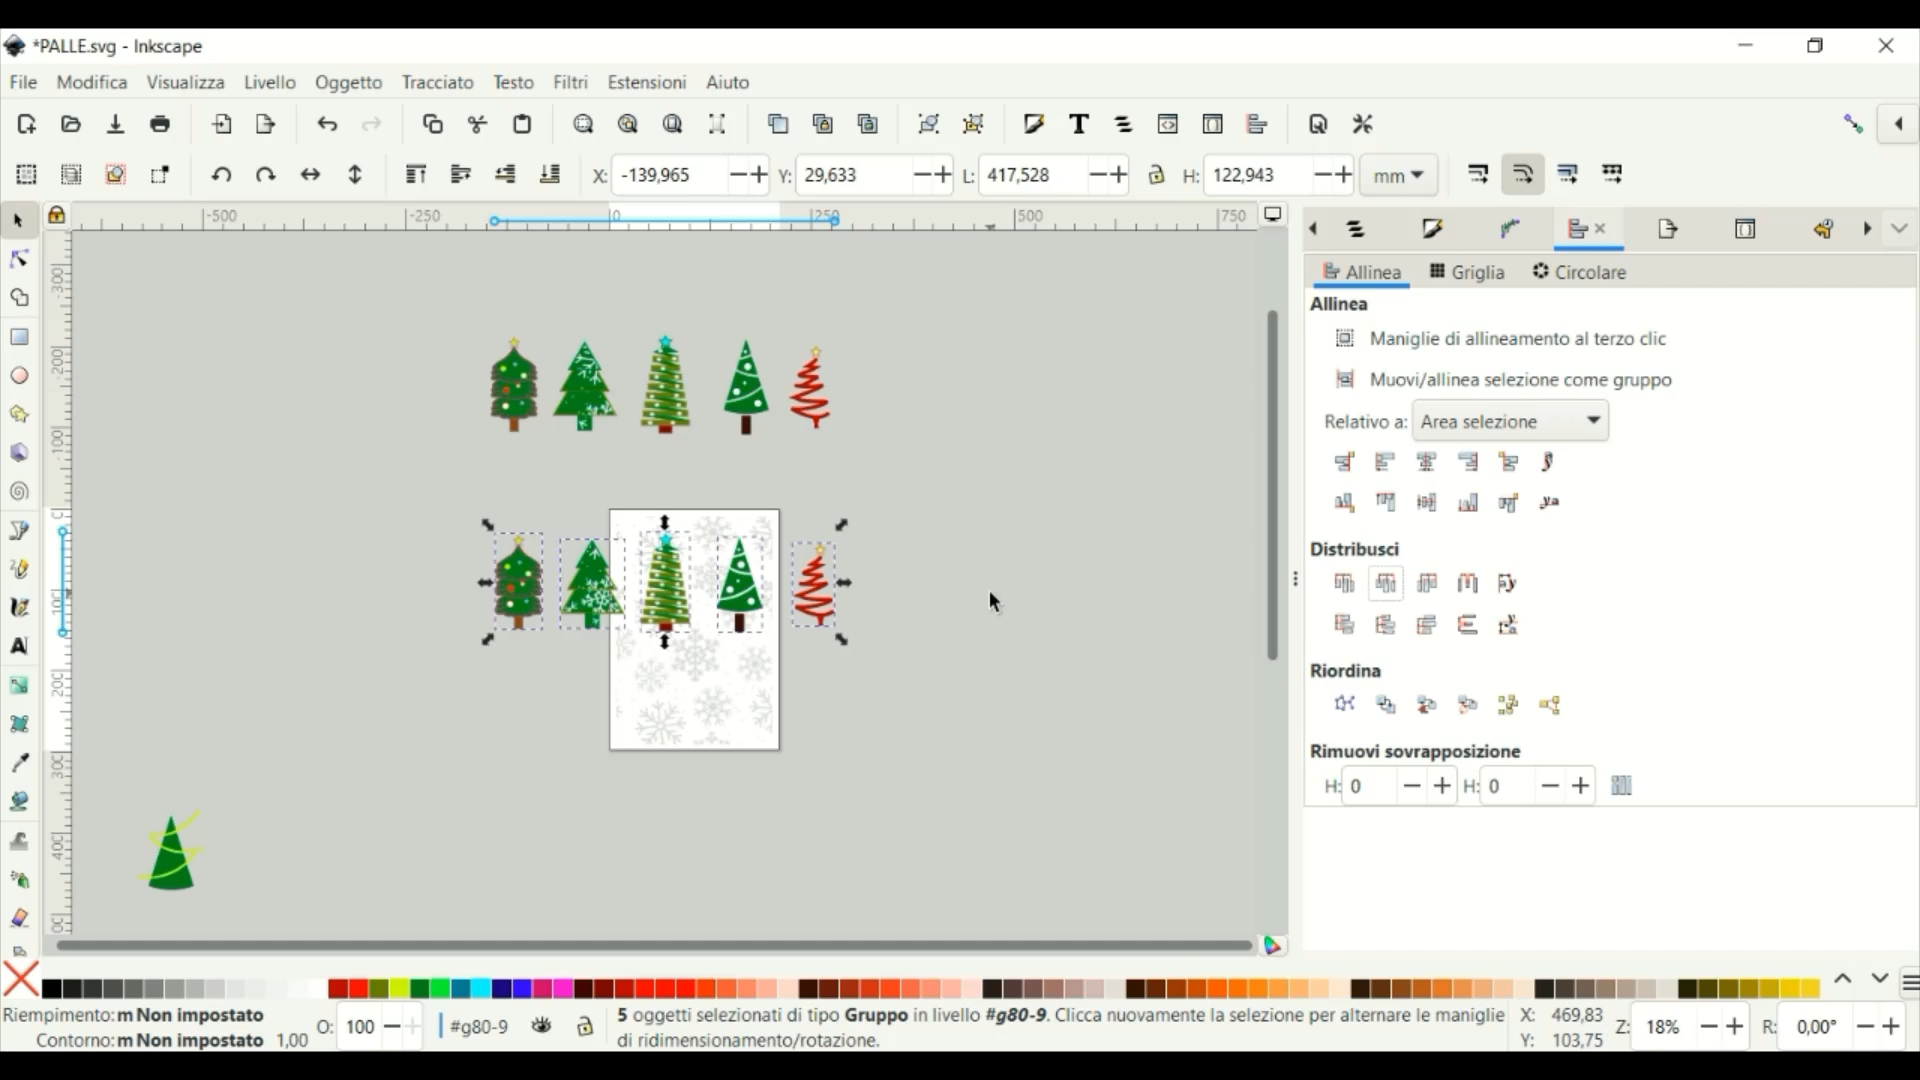 *PALLE.svg - Inkscape
File Modifica Visualizza Livello Oggetto Tracciato Testo Filtri Estensioni Aiuto
X: -139,965 Y: 29,633 L: 417,528 H: 122,943 mm
-500 -250 0 250 500 750
Allinea Griglia Circolare
Allinea
Maniglie di allineamento al terzo clic
Muovi/allinea selezione come gruppo
Relativo a: Area selezione
Distribuisci
Riordina
Rimuovi sovrapposizione
H: 0 H: 0
Riempimento: m Non impostato
Contorno: m Non impostato 1,00
O: 100
#g80-9
5 oggetti selezionati di tipo Gruppo in livello #g80-9. Clicca nuovamente la selezione per alternare le maniglie
di ridimensionamento/rotazione.
X: 469,83
Y: 103,75
Z: 18%
R: 0,00°